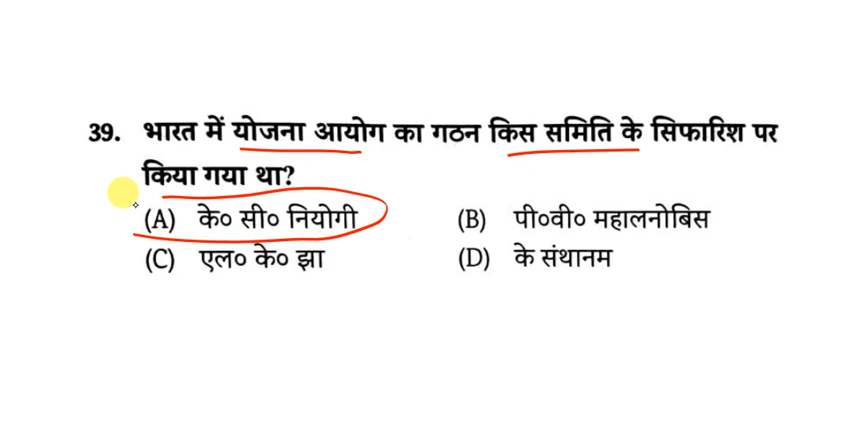 39. भारत में योजना आयोग का गठन किस समिति के सिफारिश पर
किया गया था?
(A) के० सी० नियोगी (B) पी०वी० महालनोबिस
(C) एल० के० झा (D) के संथानम